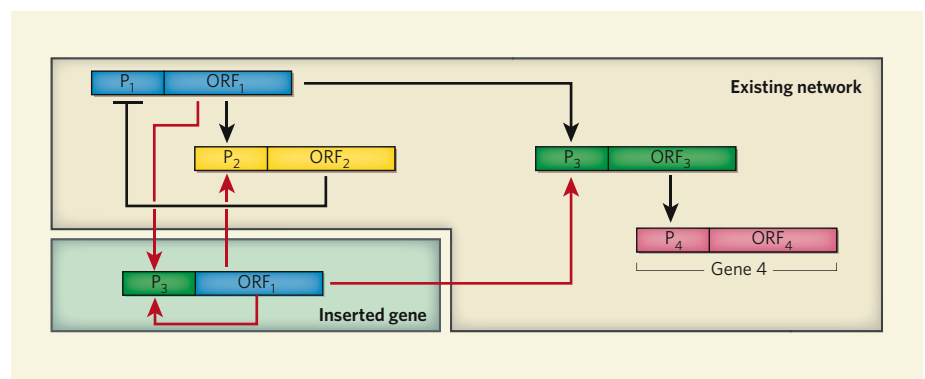 P1 ORF1
Existing network
P2 ORF2
P3 ORF3
P4 ORF4
Gene 4
P3 ORF1
Inserted gene